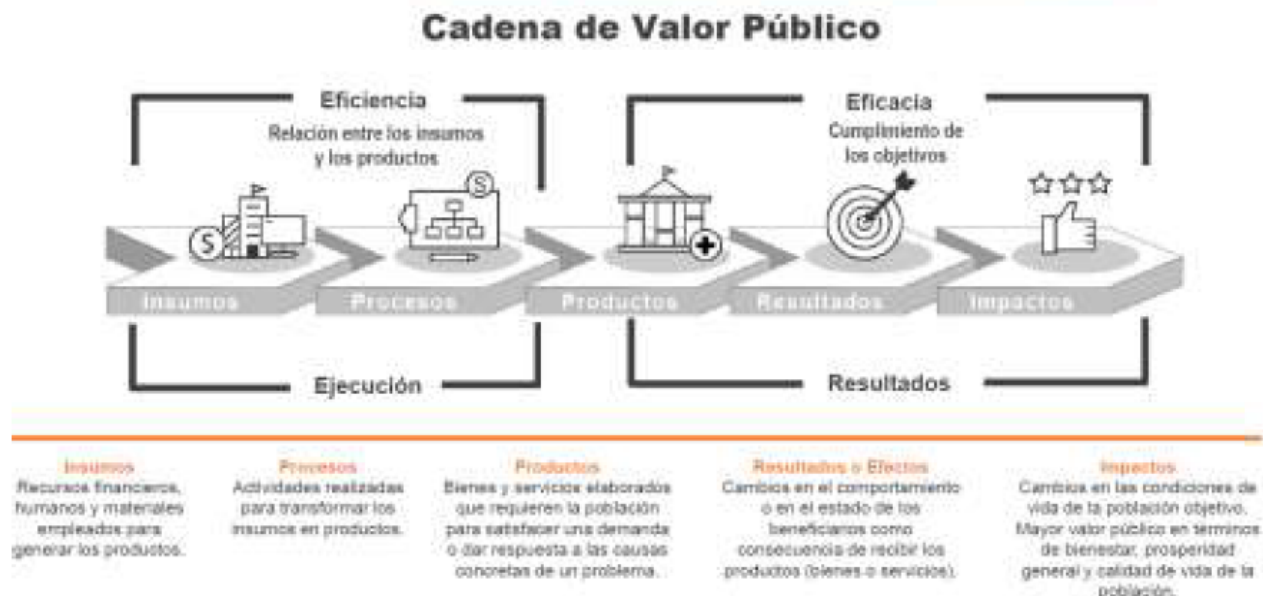 Cadena de Valor Público
Eficiencia
Relación entre los insumos
y los productos
Eficacia
Cumplimiento de
los objetivos
Insumos
Procesos
Productos
Resultados
Impactos
Ejecución
Resultados
Insumos
Recursos financieros,
humanos y materiales
empleados para
generar los productos.
Procesos
Actividades realizadas
para transformar los
insumos en productos.
Productos
Bienes y servicios elaborados
que requieren la población
para satisfacer una demanda
o dar respuesta a las causas
concretas de un problema.
Resultados o Efectos
Cambios en el comportamiento
o en el estado de los
beneficiarios como
consecuencia de recibir los
productos (bienes o servicios).
Impactos
Cambios en las condiciones de
vida de la población objetivo.
Mayor valor público en términos
de bienestar, prosperidad
general y calidad de vida de la
población.